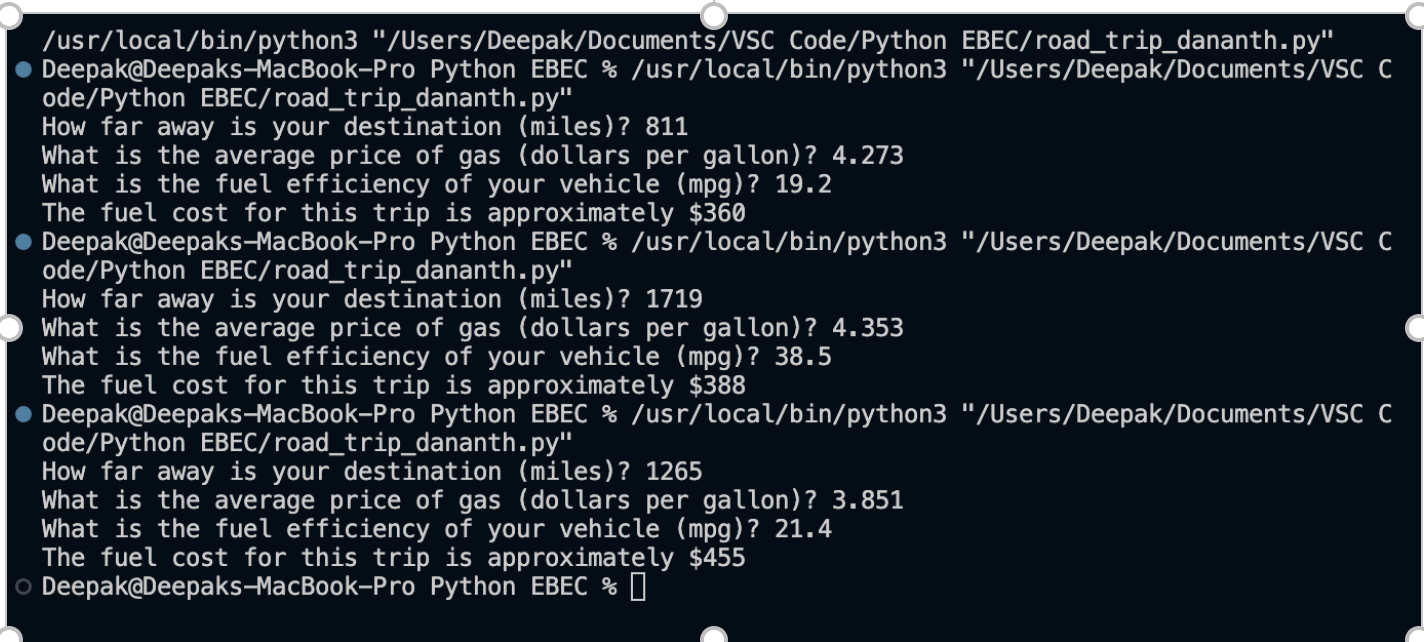 /usr/local/bin/python3 "/Users/Deepak/Documents/VSC Code/Python EBEC/road_trip_dananth.py"
Deepak@Deepaks-MacBook-Pro Python EBEC % /usr/local/bin/python3 "/Users/Deepak/Documents/VSC C
ode/Python EBEC/road_trip_dananth.py"
How far away is your destination (miles)? 811
What is the average price of gas (dollars per gallon)? 4.273
What is the fuel efficiency of your vehicle (mpg)? 19.2
The fuel cost for this trip is approximately $360
Deepak@Deepaks-MacBook-Pro Python EBEC % /usr/local/bin/python3 "/Users/Deepak/Documents/VSC C
ode/Python EBEC/road_trip_dananth.py"
How far away is your destination (miles)? 1719
What is the average price of gas (dollars per gallon)? 4.353
What is the fuel efficiency of your vehicle (mpg)? 38.5
The fuel cost for this trip is approximately $388
Deepak@Deepaks-MacBook-Pro Python EBEC % /usr/local/bin/python3 "/Users/Deepak/Documents/VSC C
ode/Python EBEC/road_trip_dananth.py"
How far away is your destination (miles)? 1265
What is the average price of gas (dollars per gallon)? 3.851
What is the fuel efficiency of your vehicle (mpg)? 21.4
The fuel cost for this trip is approximately $455
Deepak@Deepaks-MacBook-Pro Python EBEC %